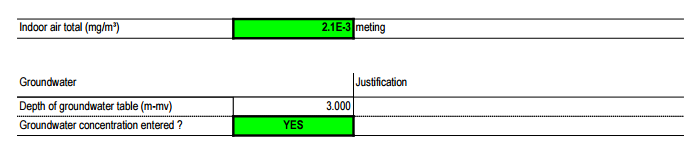 Indoor air total (mg/m³) 2.1E-3 meting
Groundwater Justification
Depth of groundwater table (m-mv) 3.000
Groundwater concentration entered ? YES